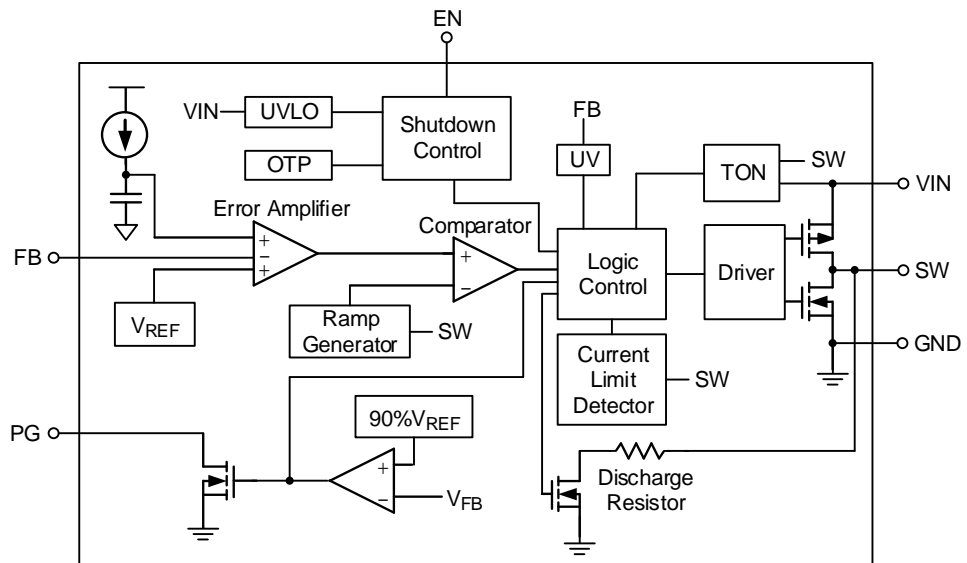 EN
VIN
UVLO
Shutdown
Control
FB
OTP
UV
TON
SW
VIN
Error Amplifier
+
−
+
Comparator
+
−
FB
Logic
Control
Driver
SW
VREF
Ramp
Generator
SW
GND
Current
Limit
Detector
SW
90%VREF
PG
+
−
VFB
Discharge
Resistor